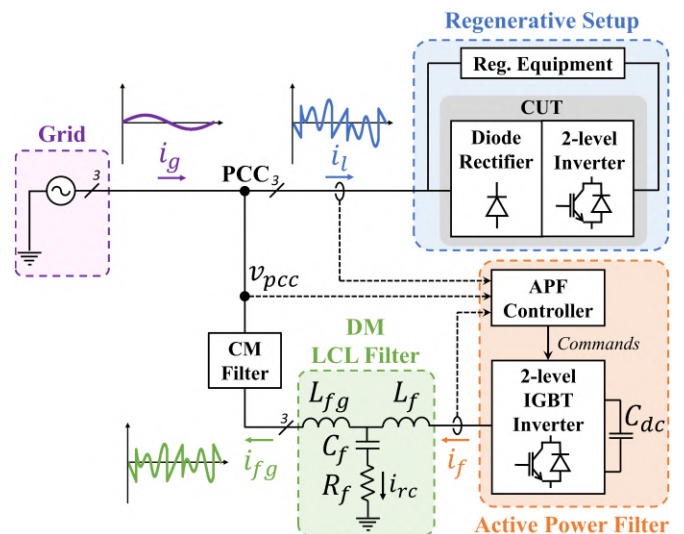 Regenerative Setup
Reg. Equipment
CUT
Diode
Rectifier
2-level
Inverter
Grid
3
i_g
PCC
3
i_l
v_pcc
APF
Controller
Commands
CM
Filter
DM
LCL Filter
L_fg
L_f
3
C_f
R_f
i_rc
i_fg
i_f
2-level
IGBT
Inverter
C_dc
Active Power Filter